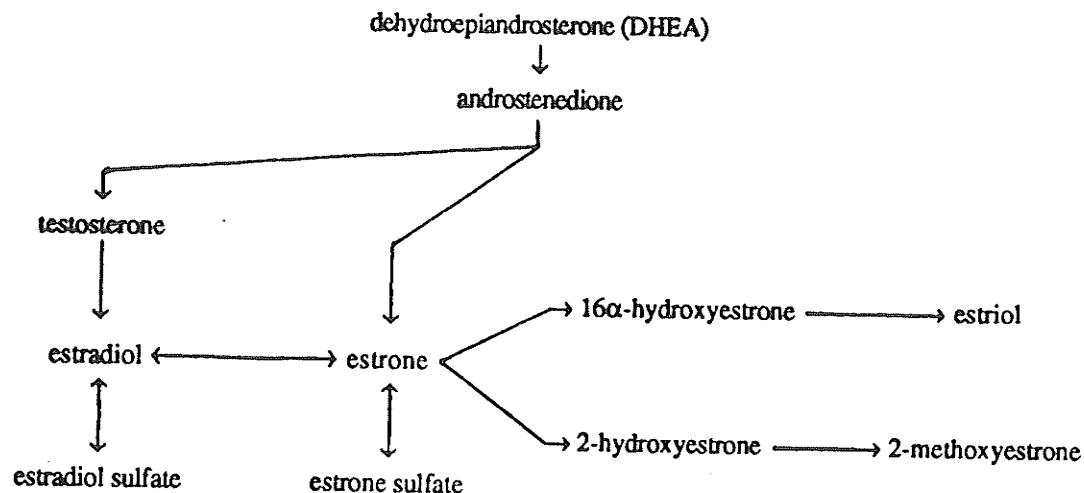 dehydroepiandrosterone (DHEA)
androstenedione
testosterone
16α-hydroxyestrone
estriol
estradiol
estrone
2-hydroxyestrone
2-methoxyestrone
estradiol sulfate
estrone sulfate